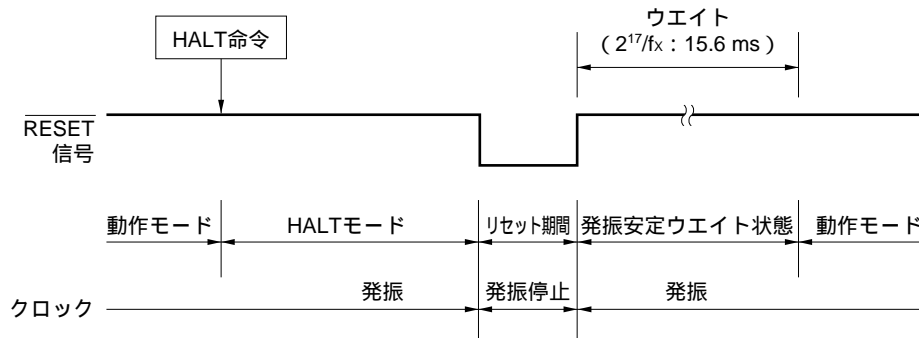 ウエイト
HALT命令
（2¹⁷/fx：15.6 ms）
RESET
信号
動作モード HALTモード リセット期間 発振安定ウエイト状態 動作モード
発振 発振停止 発振
クロック